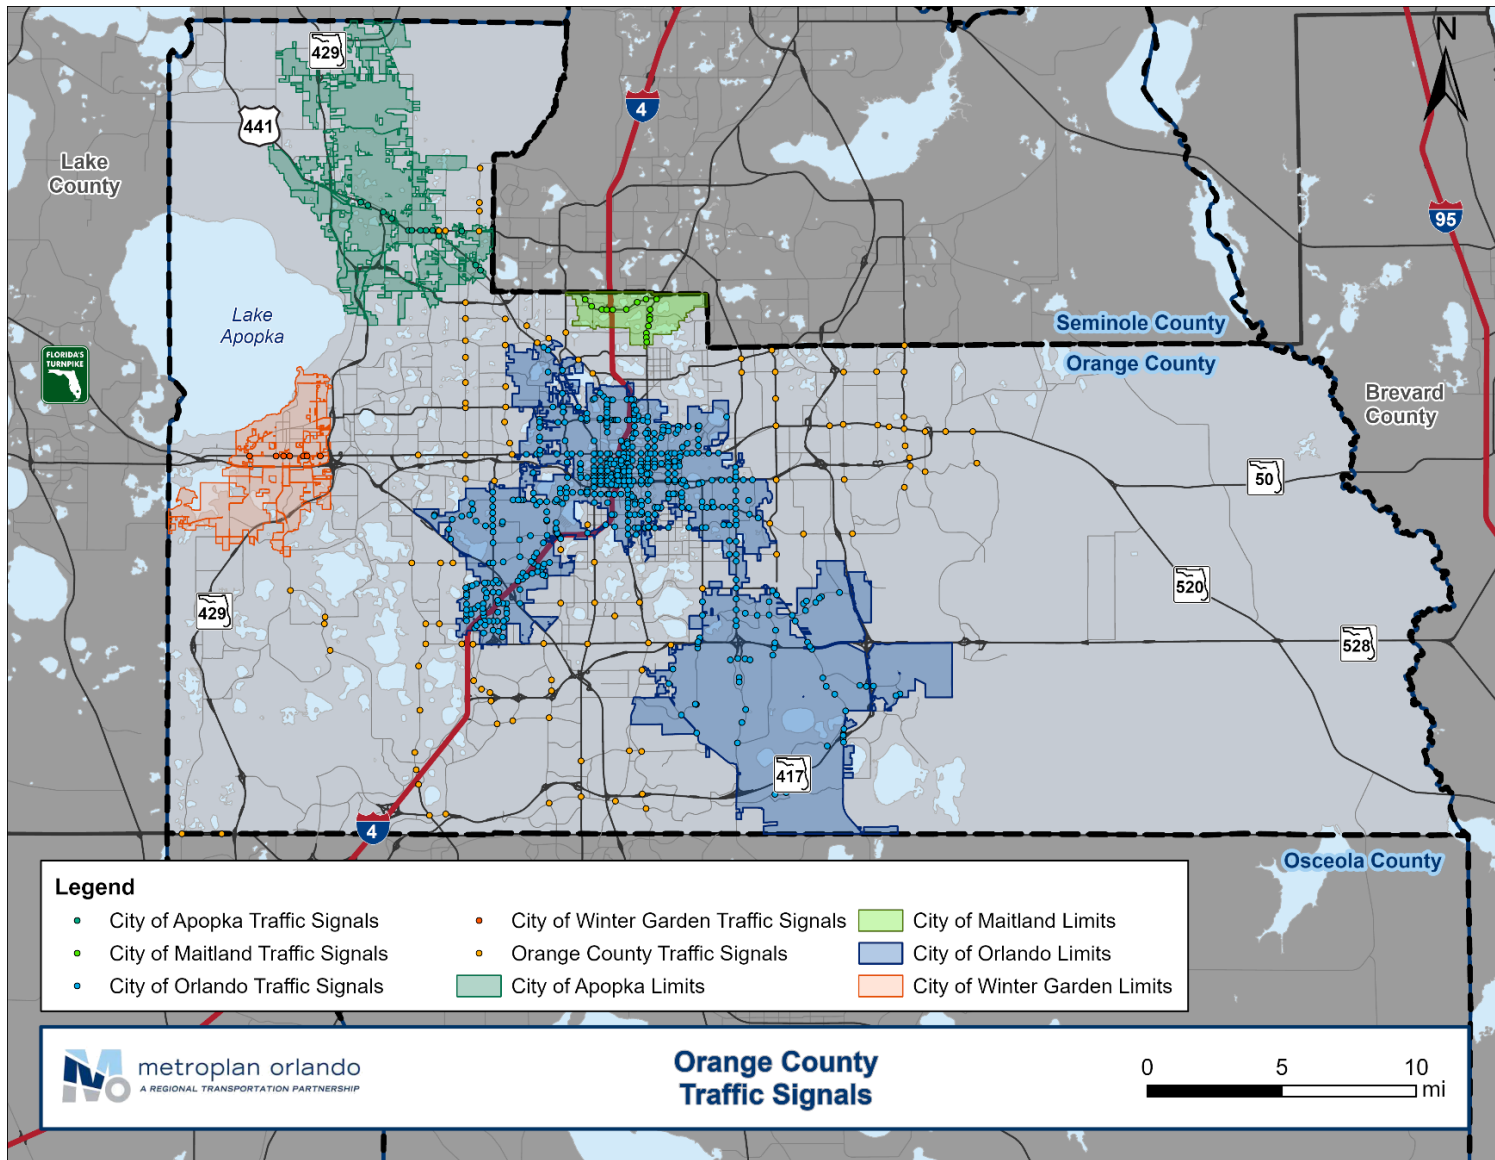 N
429
4
441
Lake
County
95
Lake
Apopka
Seminole County
Orange County
FLORIDA'S
TURNPIKE
Brevard
County
50
520
429
528
417
4
Osceola County
Legend
City of Apopka Traffic Signals
City of Maitland Traffic Signals
City of Orlando Traffic Signals
City of Winter Garden Traffic Signals
Orange County Traffic Signals
City of Apopka Limits
City of Maitland Limits
City of Orlando Limits
City of Winter Garden Limits
metroplan orlando
A REGIONAL TRANSPORTATION PARTNERSHIP
Orange County
Traffic Signals
0 5 10
mi